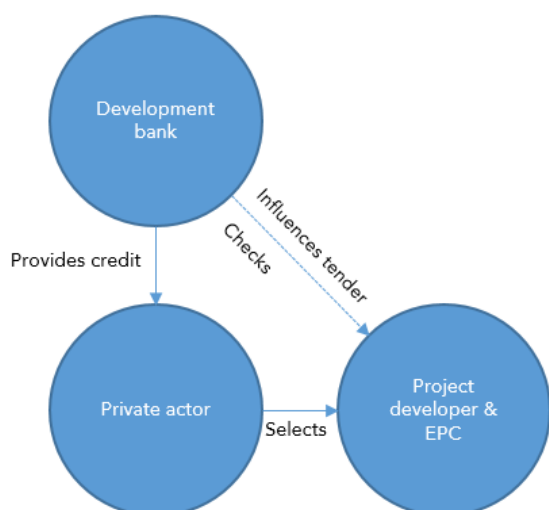 Development
bank
Influences tender
Checks
Provides credit
Private actor
Selects
Project
developer &
EPC